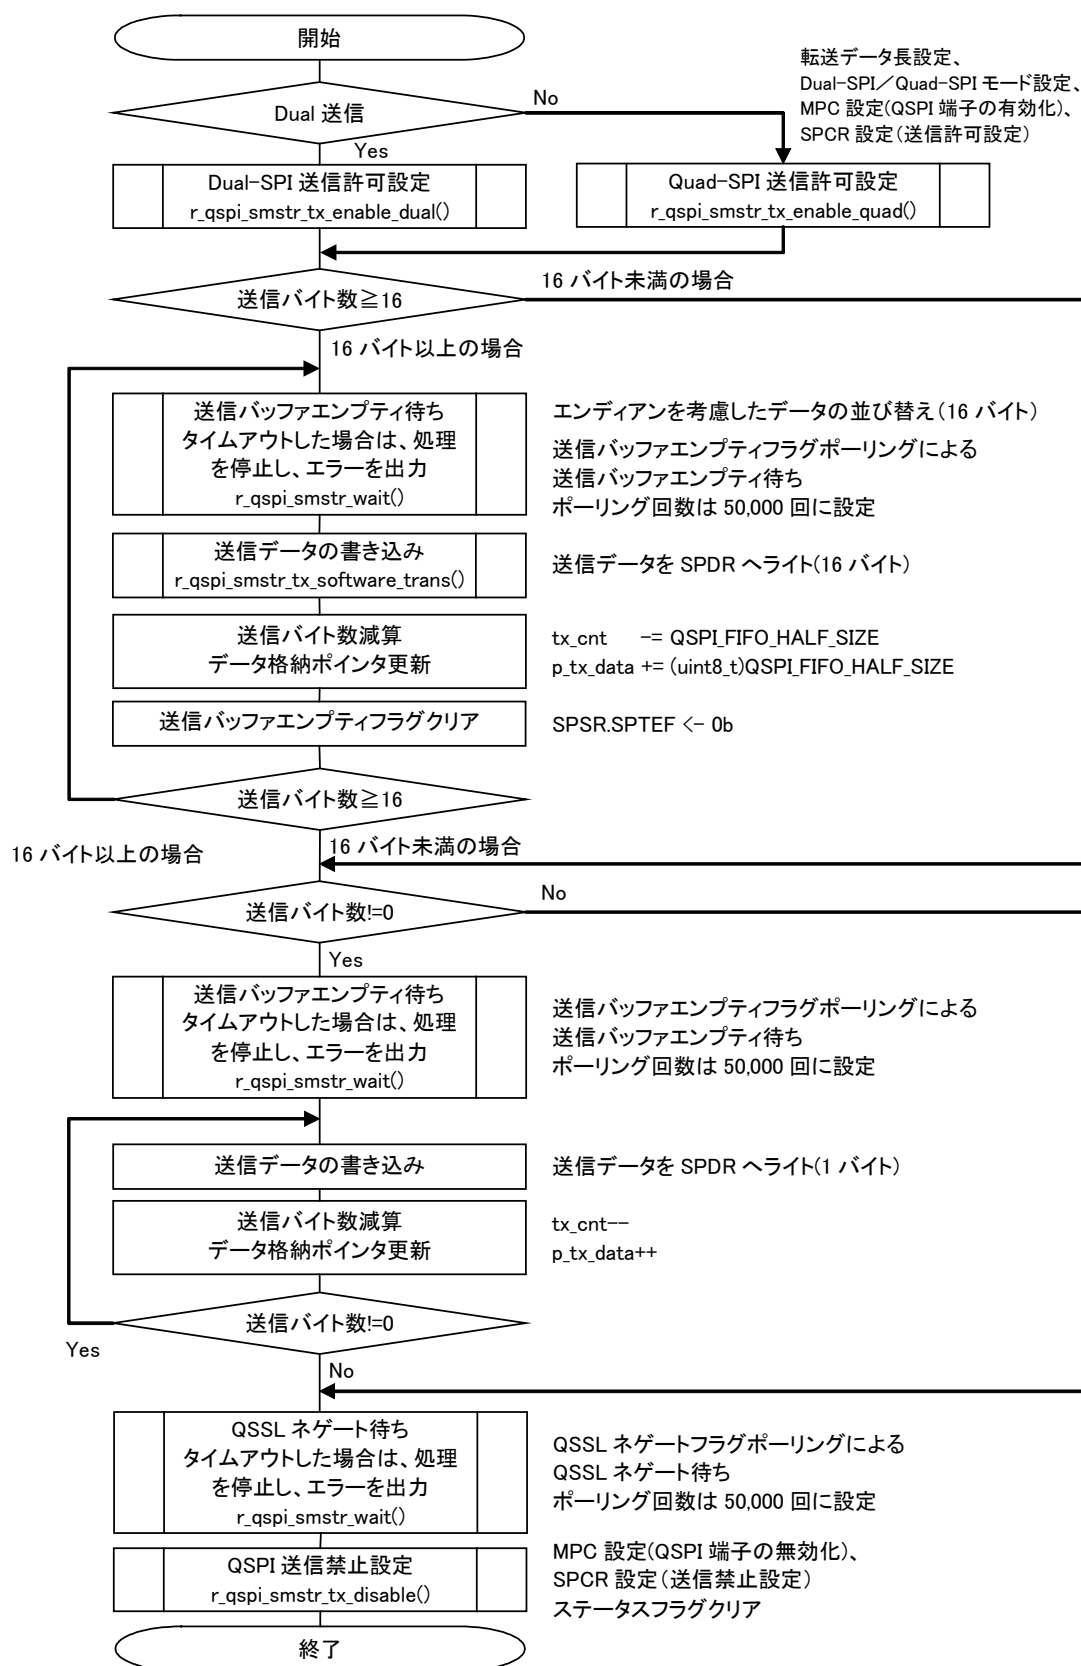 開始
転送データ長設定、
Dual-SPI／Quad-SPI モード設定、
MPC 設定(QSPI 端子の有効化)、
SPCR 設定（送信許可設定）
Dual 送信
No
Yes
Dual-SPI 送信許可設定
r_qspi_smstr_tx_enable_dual()
Quad-SPI 送信許可設定
r_qspi_smstr_tx_enable_quad()
送信バイト数≧16
16 バイト未満の場合
16 バイト以上の場合
送信バッファエンプティ待ち
タイムアウトした場合は、処理
を停止し、エラーを出力
r_qspi_smstr_wait()
エンディアンを考慮したデータの並び替え（16 バイト）
送信バッファエンプティフラグポーリングによる
送信バッファエンプティ待ち
ポーリング回数は 50,000 回に設定
送信データの書き込み
r_qspi_smstr_tx_software_trans()
送信データを SPDR へライト(16 バイト）
送信バイト数減算
データ格納ポインタ更新
tx_cnt -= QSPI_FIFO_HALF_SIZE
p_tx_data += (uint8_t)QSPI_FIFO_HALF_SIZE
送信バッファエンプティフラグクリア
SPSR.SPTEF <- 0b
送信バイト数≧16
16 バイト以上の場合
16 バイト未満の場合
送信バイト数!=0
No
Yes
送信バッファエンプティ待ち
タイムアウトした場合は、処理
を停止し、エラーを出力
r_qspi_smstr_wait()
送信バッファエンプティフラグポーリングによる
送信バッファエンプティ待ち
ポーリング回数は 50,000 回に設定
送信データの書き込み
送信データを SPDR へライト(1 バイト）
送信バイト数減算
データ格納ポインタ更新
tx_cnt--
p_tx_data++
送信バイト数!=0
Yes
No
QSSL ネゲート待ち
タイムアウトした場合は、処理
を停止し、エラーを出力
r_qspi_smstr_wait()
QSSL ネゲートフラグポーリングによる
QSSL ネゲート待ち
ポーリング回数は 50,000 回に設定
QSPI 送信禁止設定
r_qspi_smstr_tx_disable()
MPC 設定(QSPI 端子の無効化)、
SPCR 設定（送信禁止設定）
ステータスフラグクリア
終了